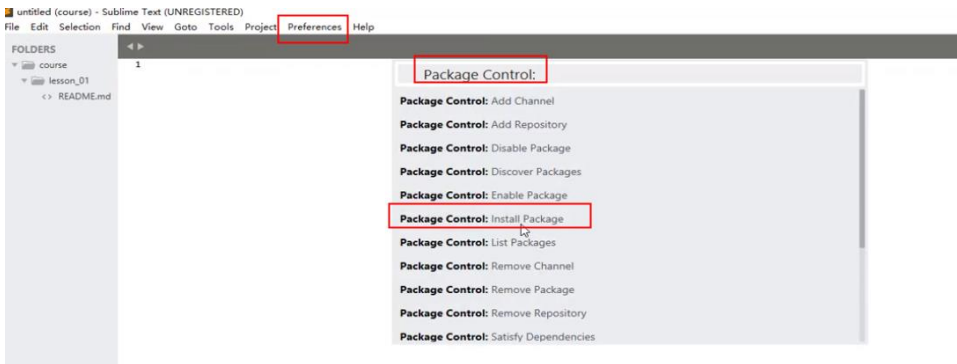 untitled (course) - Sublime Text (UNREGISTERED)
File Edit Selection Find View Goto Tools Project Preferences Help
FOLDERS
course
lesson_01
<> README.md
1
Package Control:
Package Control: Add Channel
Package Control: Add Repository
Package Control: Disable Package
Package Control: Discover Packages
Package Control: Enable Package
Package Control: Install Package
Package Control: List Packages
Package Control: Remove Channel
Package Control: Remove Package
Package Control: Remove Repository
Package Control: Satisfy Dependencies